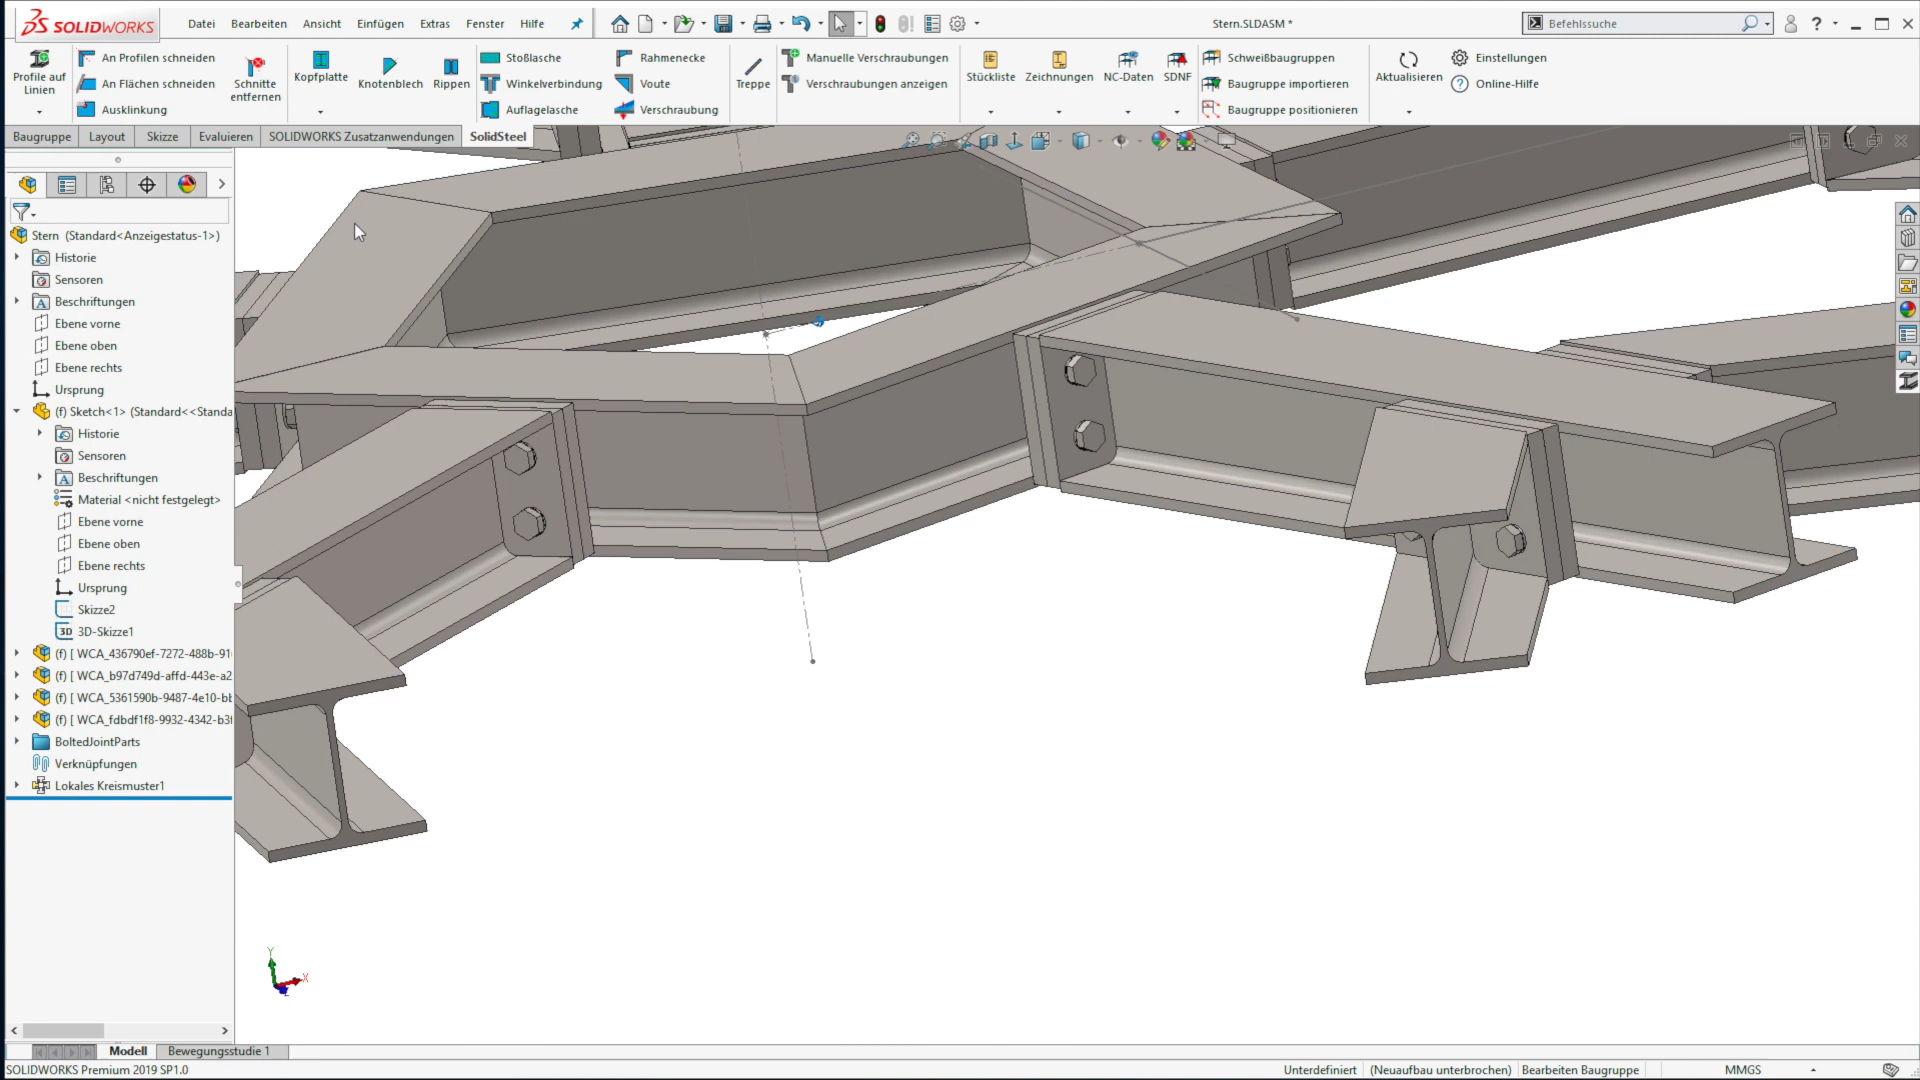 SOLIDWORKS
Datei Bearbeiten Ansicht Einfügen Extras Fenster Hilfe
Stern.SLDASM *
Befehlssuche
Profile auf Linien
An Profilen schneiden
An Flächen schneiden
Ausklinkung
Schnitte entfernen
Kopfplatte
Knotenblech
Rippen
Stoßlasche
Winkelverbindung
Auflagelasche
Rahmenecke
Voute
Verschraubung
Treppe
Manuelle Verschraubungen
Verschraubungen anzeigen
Stückliste
Zeichnungen
NC-Daten
SDNF
Schweißbaugruppen
Baugruppe importieren
Baugruppe positionieren
Aktualisieren
Einstellungen
Online-Hilfe
Baugruppe Layout Skizze Evaluieren SOLIDWORKS Zusatzanwendungen SolidSteel
Stern (Standard<Anzeigestatus-1>)
Historie
Sensoren
Beschriftungen
Ebene vorne
Ebene oben
Ebene rechts
Ursprung
(f) Sketch<1> (Standard<<Standa
Historie
Sensoren
Beschriftungen
Material <nicht festgelegt>
Ebene vorne
Ebene oben
Ebene rechts
Ursprung
Skizze2
3D 3D-Skizze1
(f) [ WCA_436790ef-7272-488b-91
(f) [ WCA_b97d749d-affd-443e-a2
(f) [ WCA_5361590b-9487-4e10-bb
(f) [ WCA_fdbdf1f8-9932-4342-b3f
BoltedJointParts
Verknüpfungen
Lokales Kreismuster1
Y
X
Modell Bewegungsstudie 1
SOLIDWORKS Premium 2019 SP1.0
Unterdefiniert (Neuaufbau unterbrochen) Bearbeiten Baugruppe MMGS